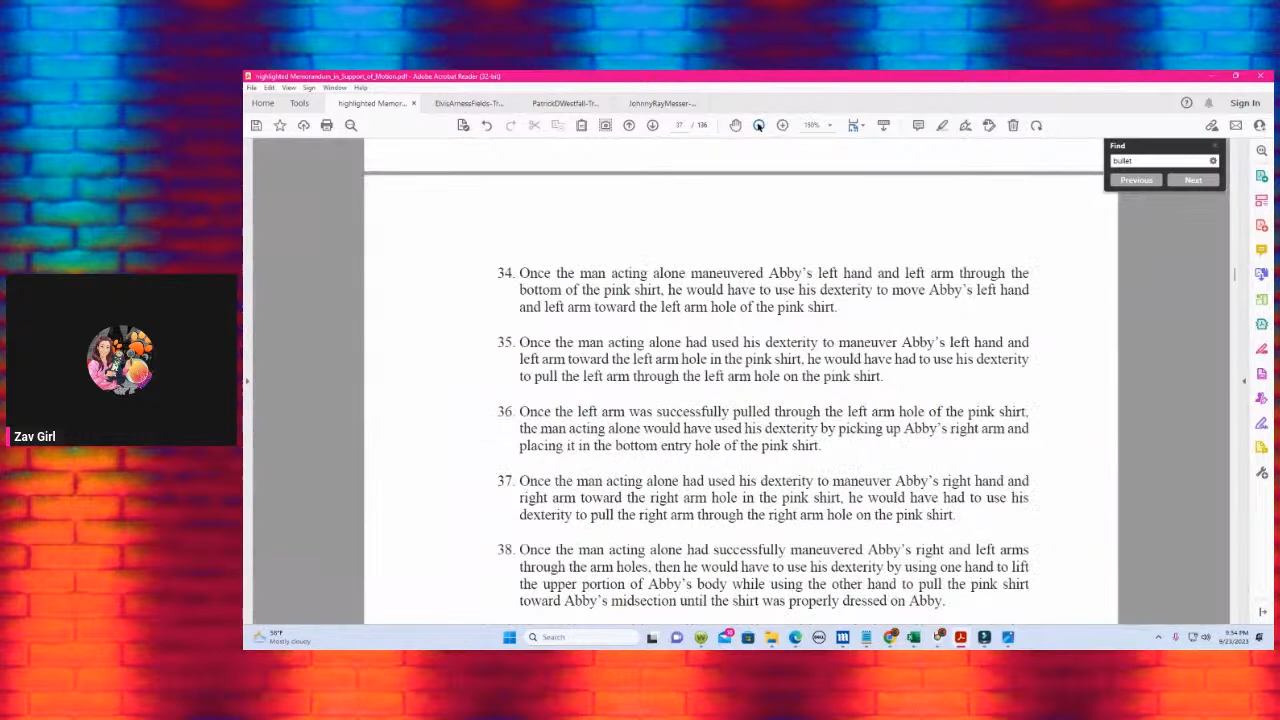 highlighted Memorandum_in_Support_of_Motion.pdf - Adobe Acrobat Reader (32-bit)
File Edit View Sign Window Help
Home Tools highlighted Memor... × ElvisArnessFields-Tr... PatrickDWestfall-Tr... JohnnyRayMesser-... Sign In
37 / 136 150%
Find
bullet
Previous Next
34. Once the man acting alone maneuvered Abby's left hand and left arm through the
bottom of the pink shirt, he would have to use his dexterity to move Abby's left hand
and left arm toward the left arm hole of the pink shirt.
35. Once the man acting alone had used his dexterity to maneuver Abby's left hand and
left arm toward the left arm hole in the pink shirt, he would have had to use his dexterity
to pull the left arm through the left arm hole on the pink shirt.
36. Once the left arm was successfully pulled through the left arm hole of the pink shirt,
the man acting alone would have used his dexterity by picking up Abby's right arm and
placing it in the bottom entry hole of the pink shirt.
37. Once the man acting alone had used his dexterity to maneuver Abby's right hand and
right arm toward the right arm hole in the pink shirt, he would have had to use his
dexterity to pull the right arm through the right arm hole on the pink shirt.
38. Once the man acting alone had successfully maneuvered Abby's right and left arms
through the arm holes, then he would have to use his dexterity by using one hand to lift
the upper portion of Abby's body while using the other hand to pull the pink shirt
toward Abby's midsection until the shirt was properly dressed on Abby.
Zav Girl
58°F
Mostly cloudy
Search
9:54 PM
9/23/2023